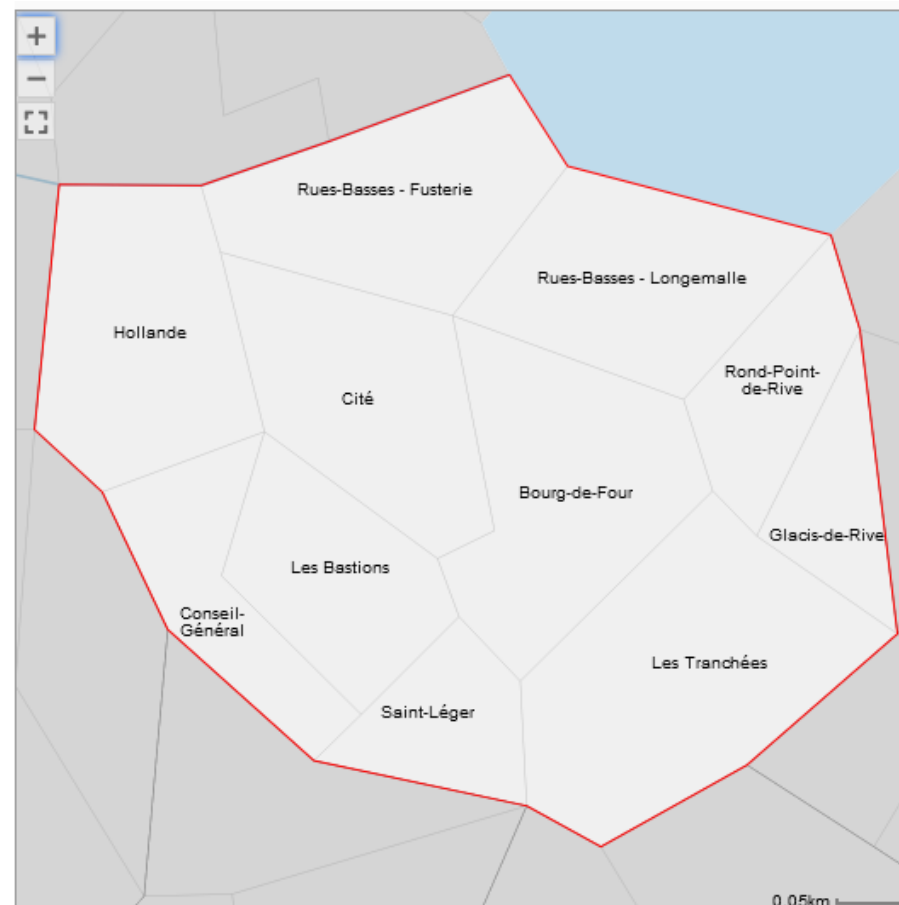 +
−
Rues-Basses - Fusterie
Rues-Basses - Longemalle
Hollande
Rond-Point-
de-Rive
Cité
Bourg-de-Four
Glacis-de-Rive
Les Bastions
Conseil-
Général
Les Tranchées
Saint-Léger
0.05km